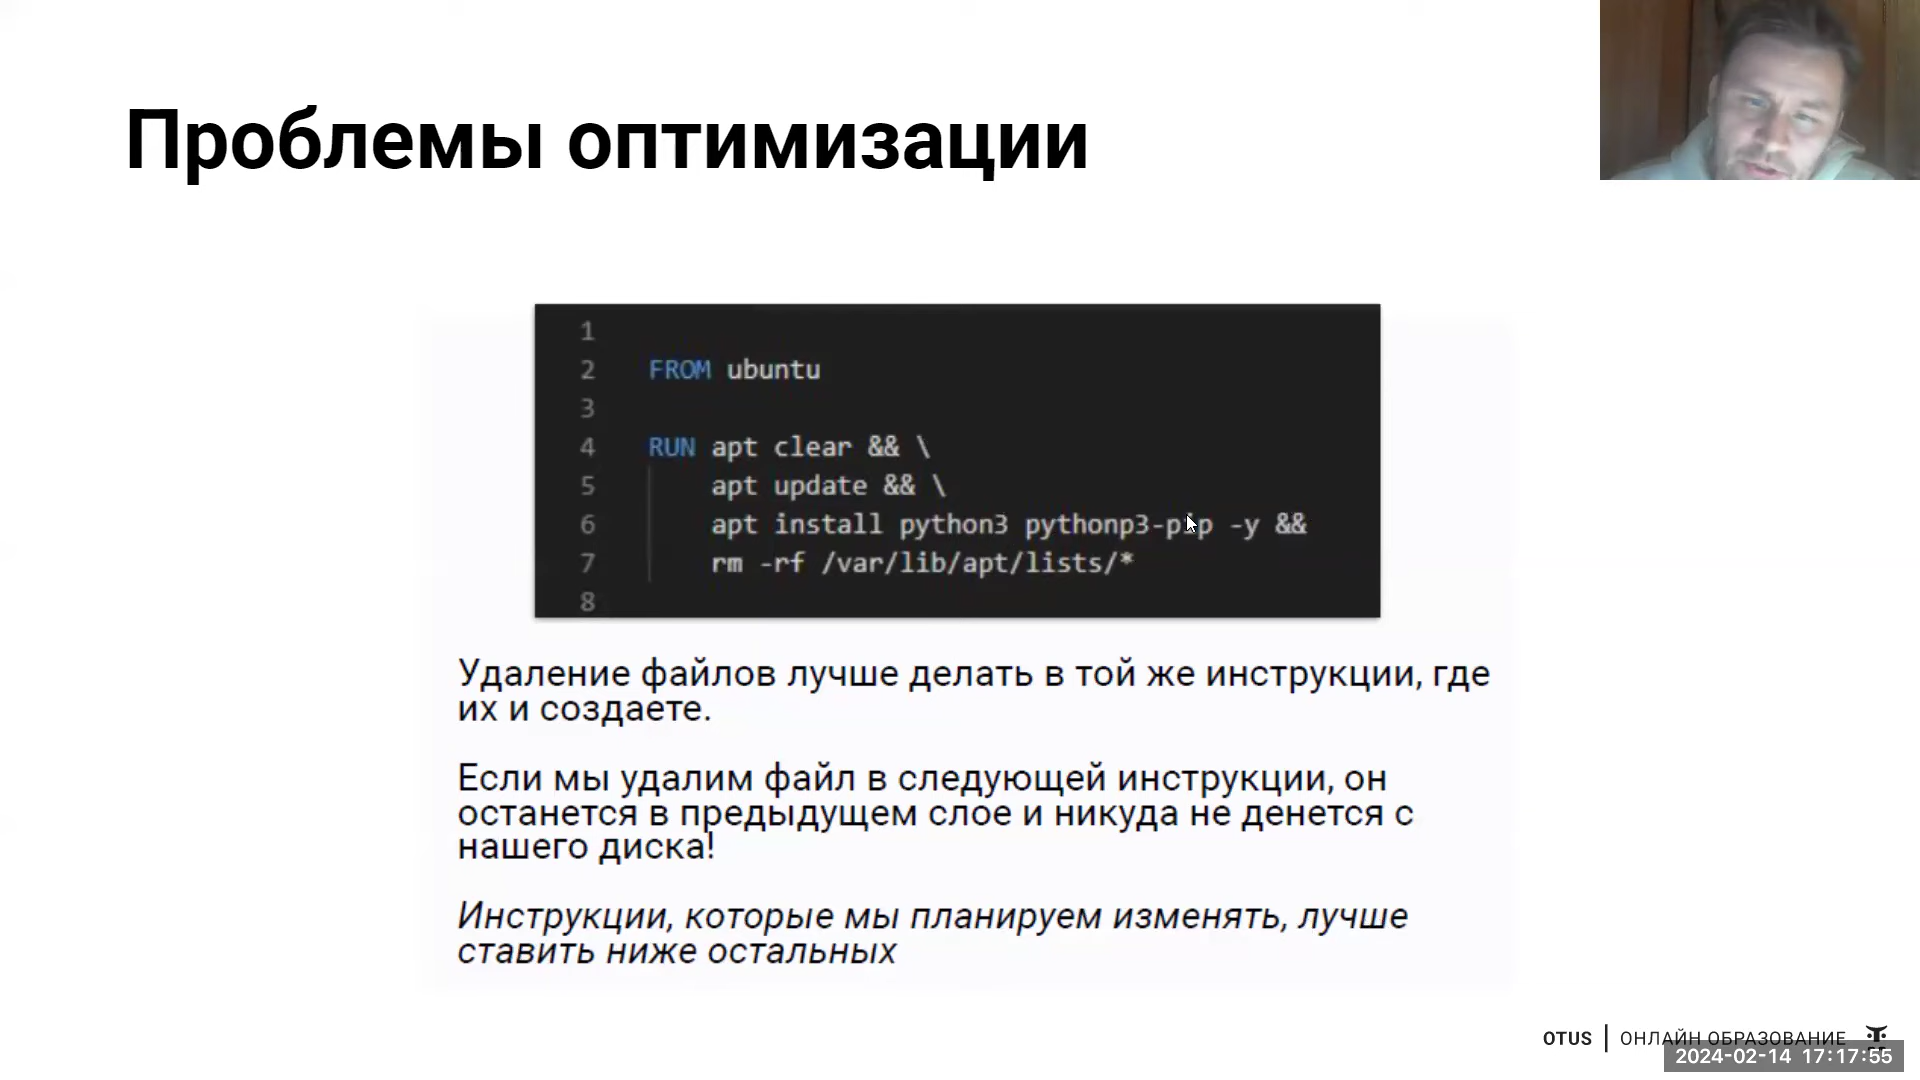 Проблемы оптимизации
1
2 FROM ubuntu
3
4 RUN apt clear && \
5 apt update && \
6 apt install python3 pythonp3-pip -y &&
7 rm -rf /var/lib/apt/lists/*
8
Удаление файлов лучше делать в той же инструкции, где
их и создаете.
Если мы удалим файл в следующей инструкции, он
останется в предыдущем слое и никуда не денется с
нашего диска!
Инструкции, которые мы планируем изменять, лучше
ставить ниже остальных
OTUS | ОНЛАЙН ОБРАЗОВАНИЕ
2024-02-14 17:17:55